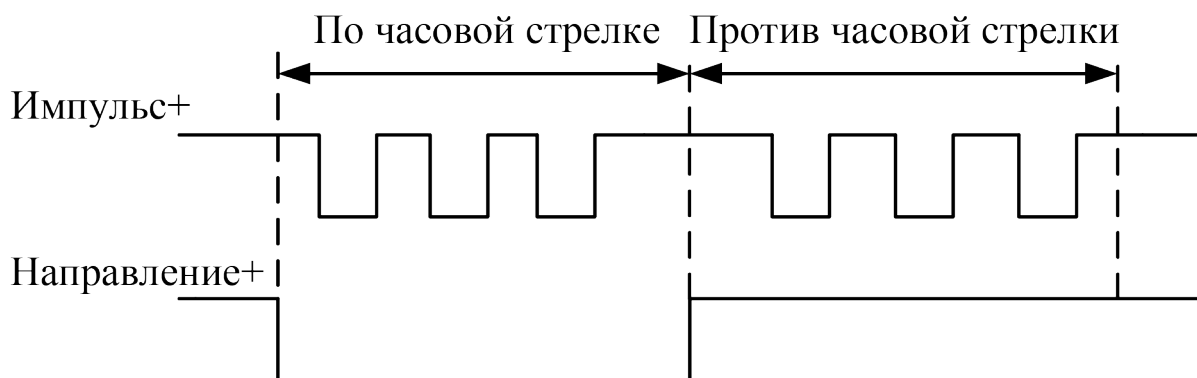 По часовой стрелке
Против часовой стрелки
Импульс+
Направление+